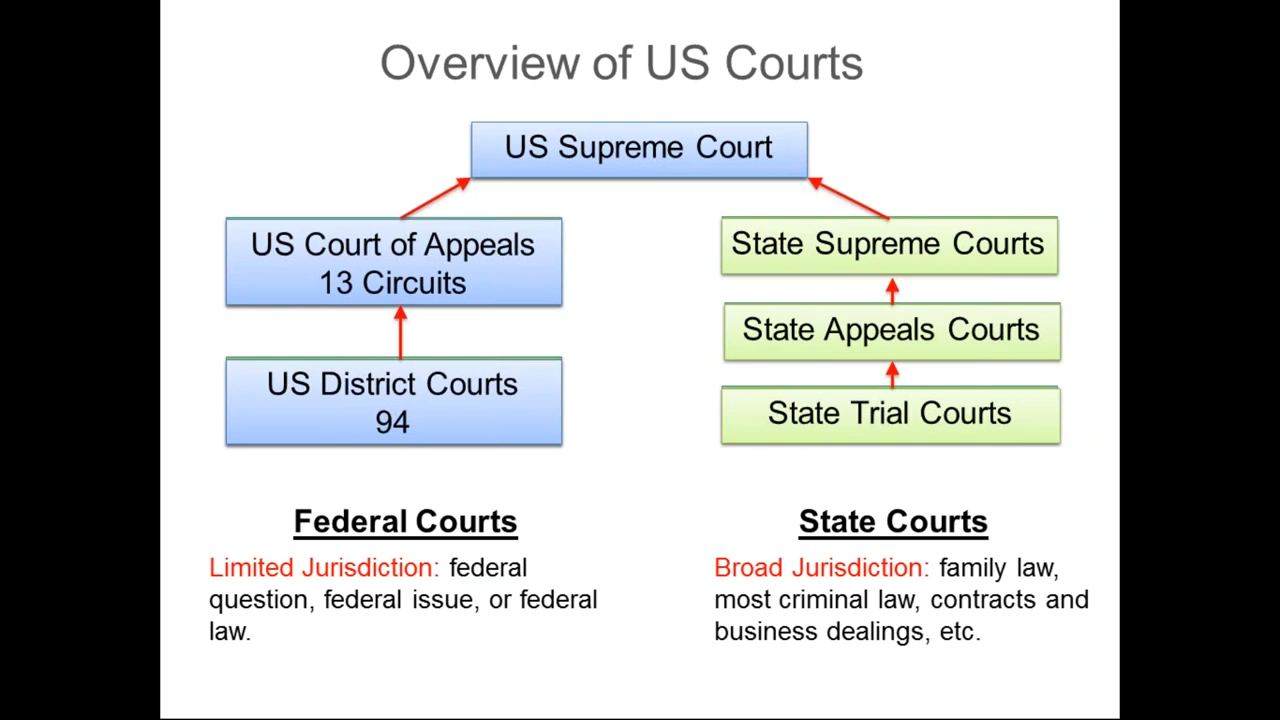 Overview of US Courts
US Supreme Court
US Court of Appeals
13 Circuits
US District Courts
94
State Supreme Courts
State Appeals Courts
State Trial Courts
Federal Courts
Limited Jurisdiction: federal
question, federal issue, or federal
law.
State Courts
Broad Jurisdiction: family law,
most criminal law, contracts and
business dealings, etc.